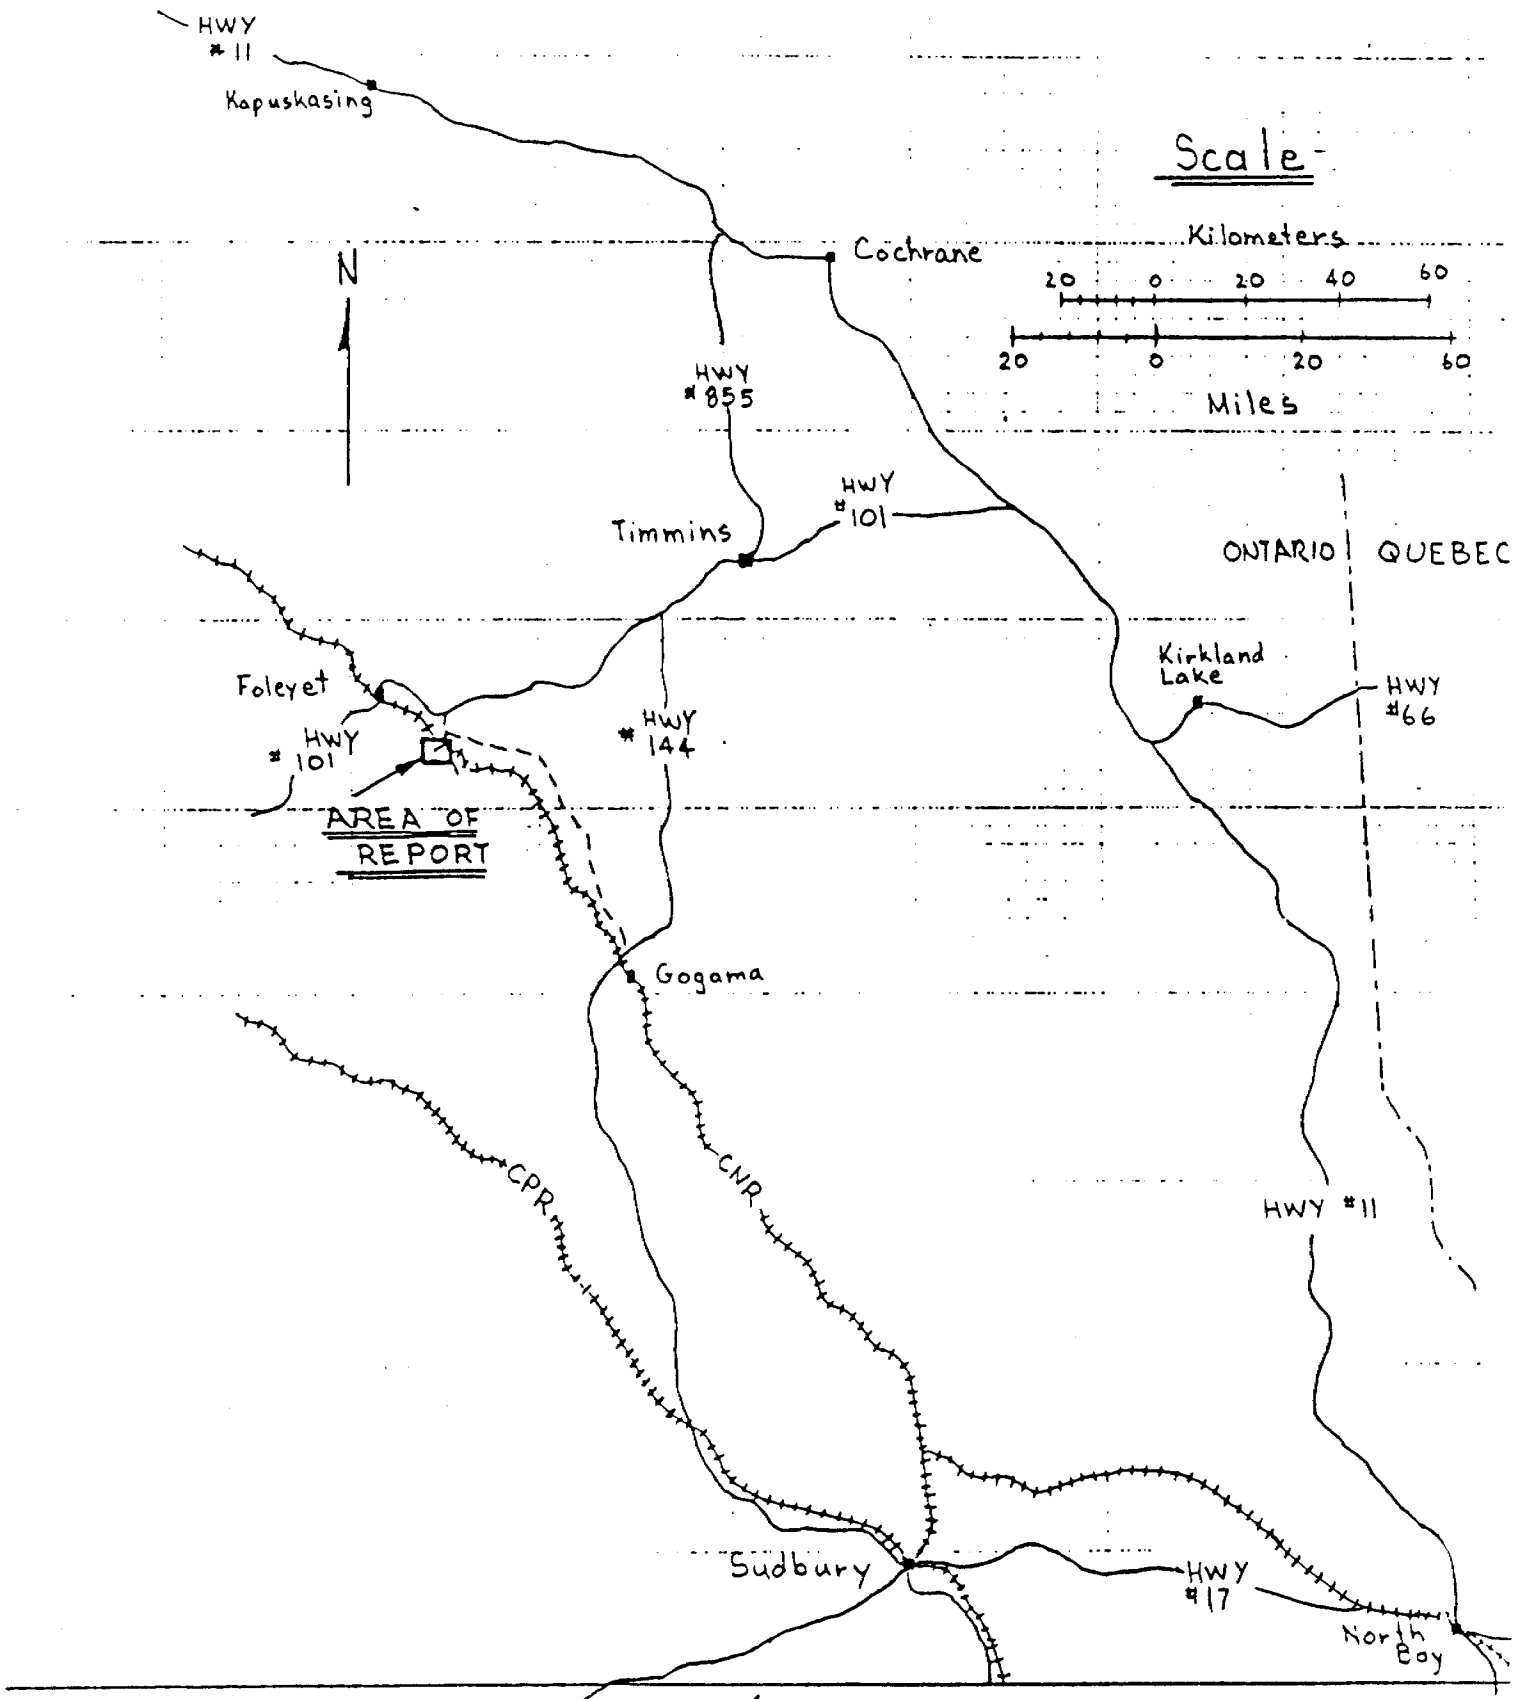 HWY
# 11
Kapuskasing
Scale
Kilometers
20 0 20 40 60
20 0 20 60
Miles
N
Cochrane
HWY
# 855
HWY
# 101
Timmins
ONTARIO QUEBEC
Kirkland
Lake
HWY
#66
Foleyet
HWY
# 101
HWY
# 144
AREA OF
REPORT
Gogama
CPR
CNR
HWY #11
Sudbury
HWY
#17
North
Bay